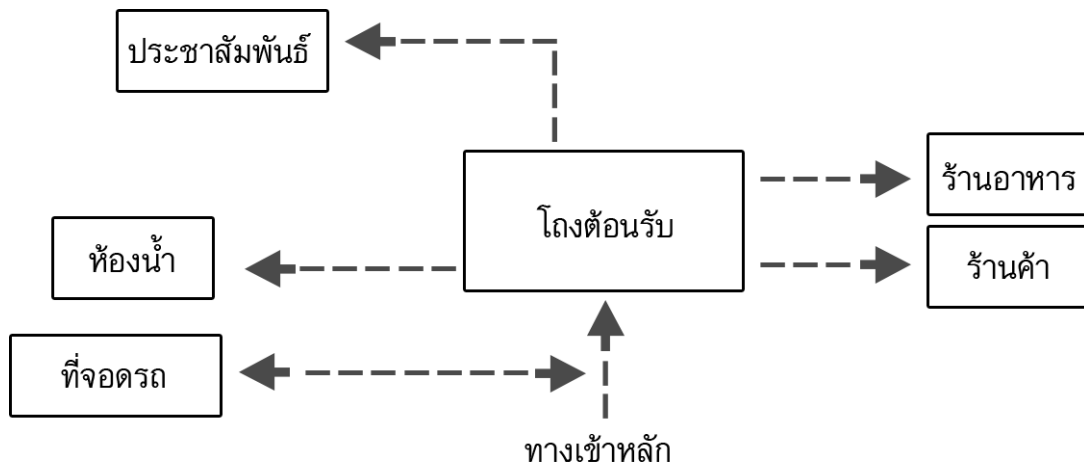 ประชาสัมพันธ์
ร้านอาหาร
โถงต้อนรับ
ห้องน้ำ
ร้านค้า
ที่จอดรถ
ทางเข้าหลัก